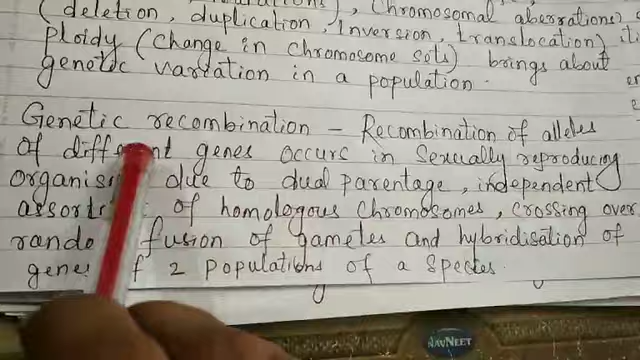 (deletion, duplication, inversion, translocation)
ploidy (change in chromosome sets) brings about
genetic variation in a population.
Genetic recombination – Recombination of alleles
of different genes occurs in sexually reproducing
due to dual parentage, independent
of homologous chromosomes, crossing over
fusion of gametes and hybridisation of
2 populations of a species.
NAVNEET